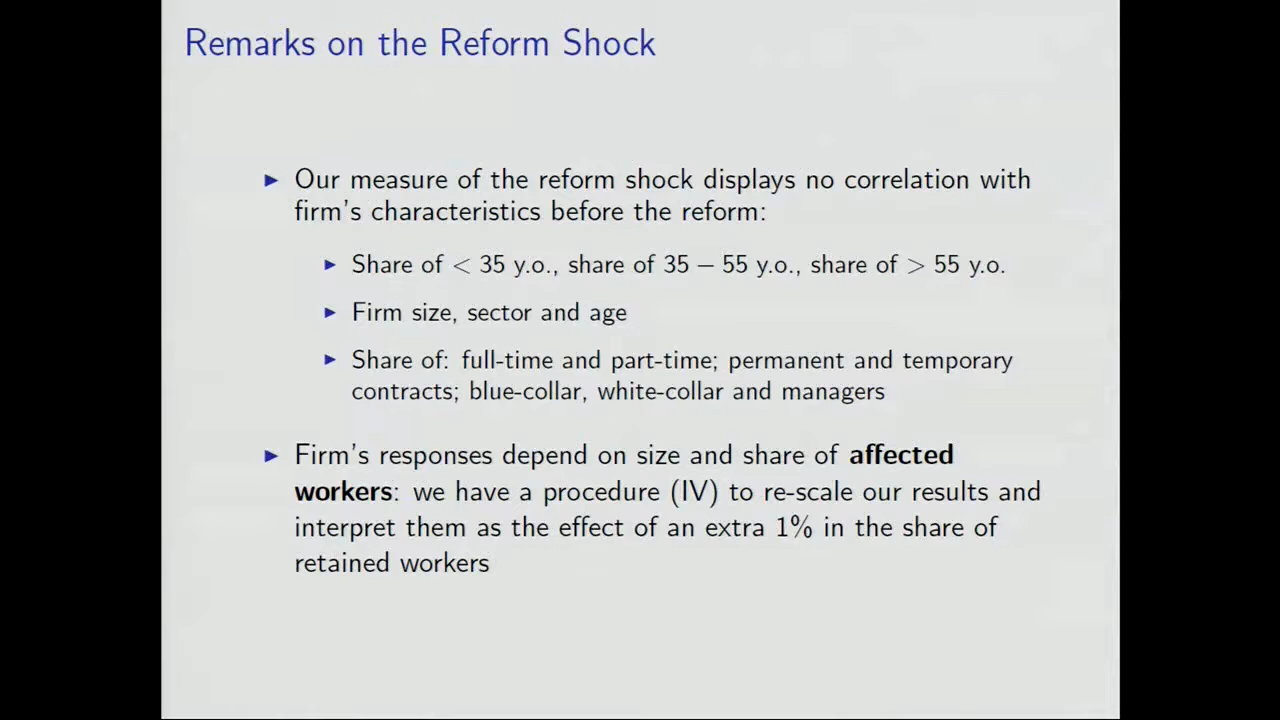 Remarks on the Reform Shock
▶ Our measure of the reform shock displays no correlation with
firm's characteristics before the reform:
▶ Share of < 35 y.o., share of 35 − 55 y.o., share of > 55 y.o.
▶ Firm size, sector and age
▶ Share of: full-time and part-time; permanent and temporary
contracts; blue-collar, white-collar and managers
▶ Firm's responses depend on size and share of affected
workers: we have a procedure (IV) to re-scale our results and
interpret them as the effect of an extra 1% in the share of
retained workers